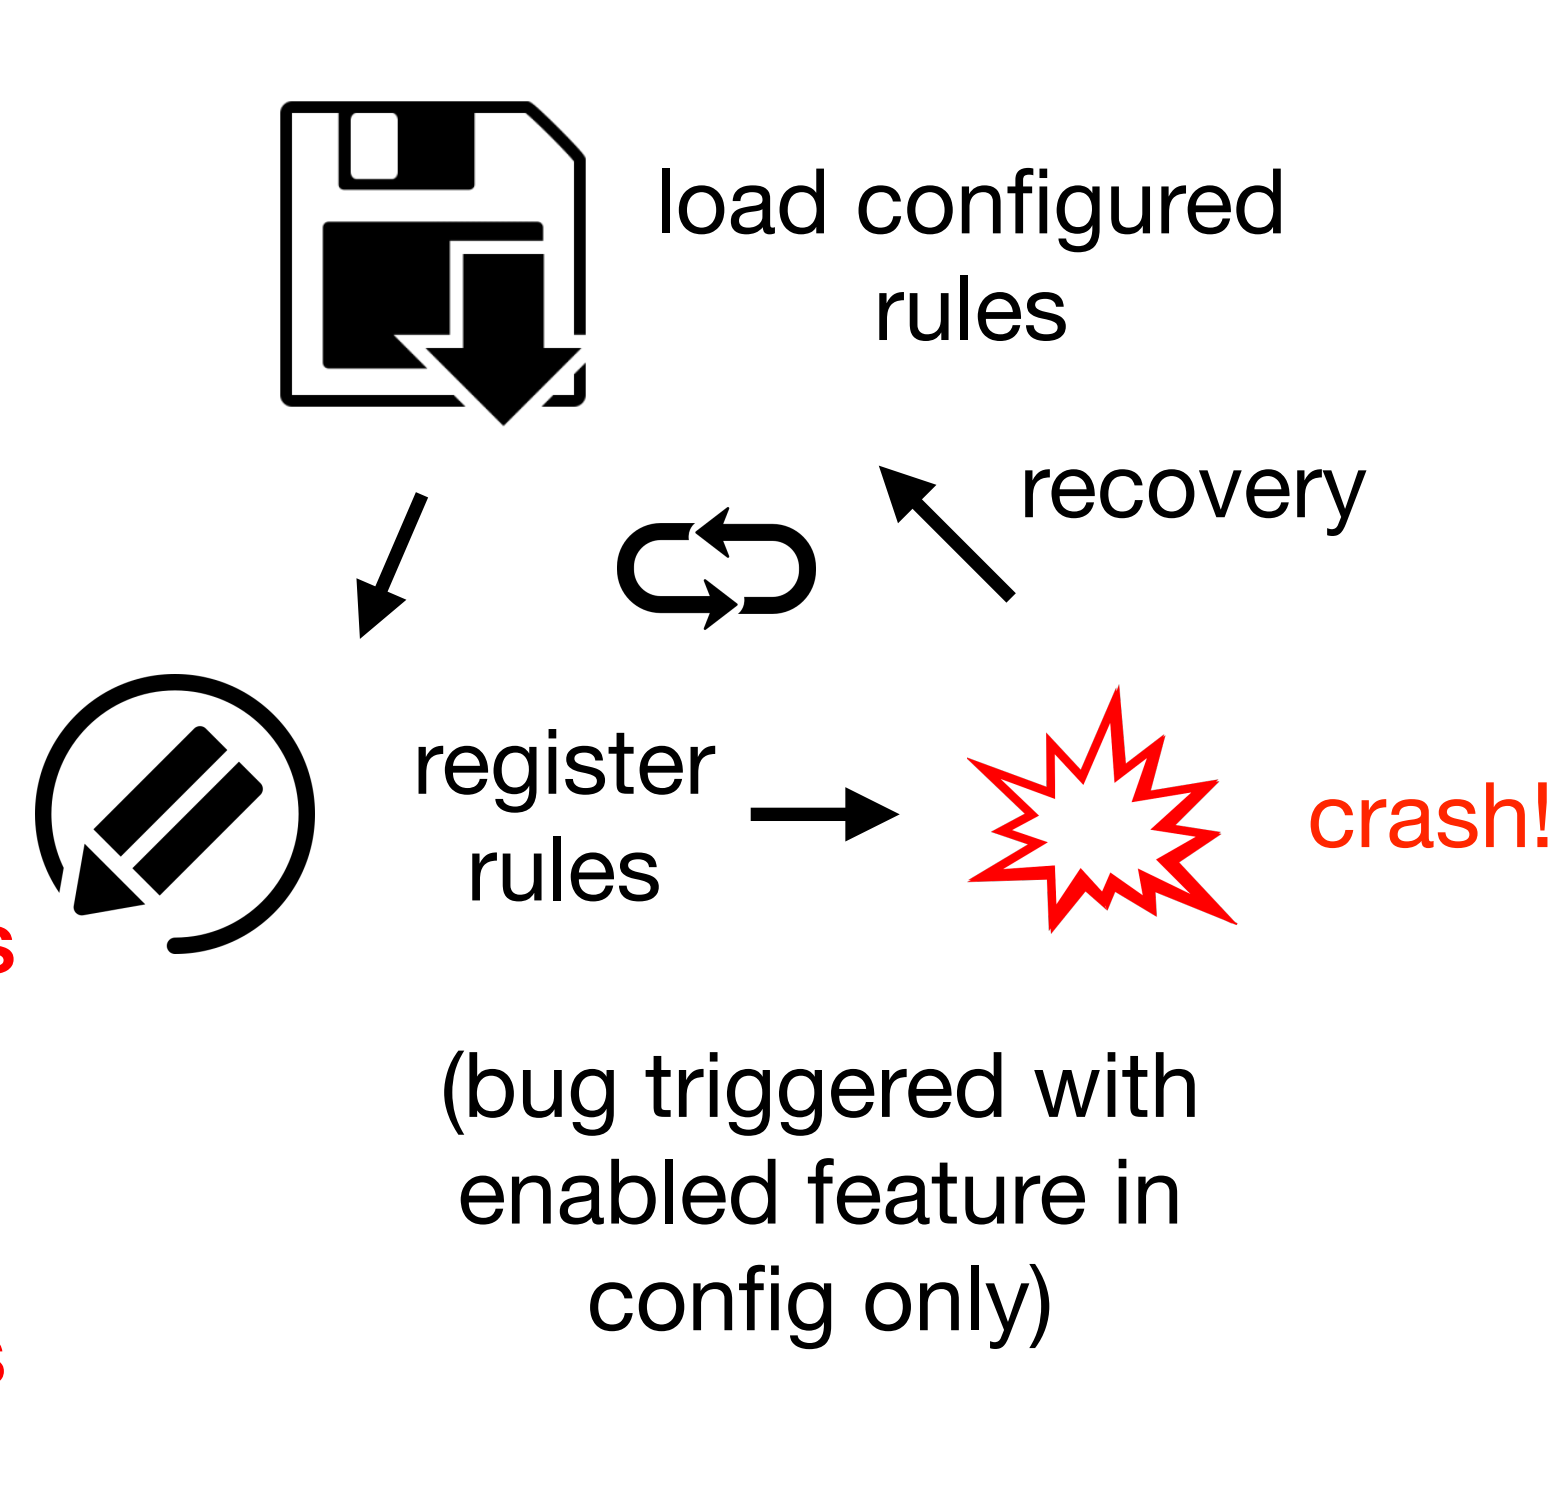 load configured
rules
recovery
register
rules
crash!
s
(bug triggered with
enabled feature in
config only)
s